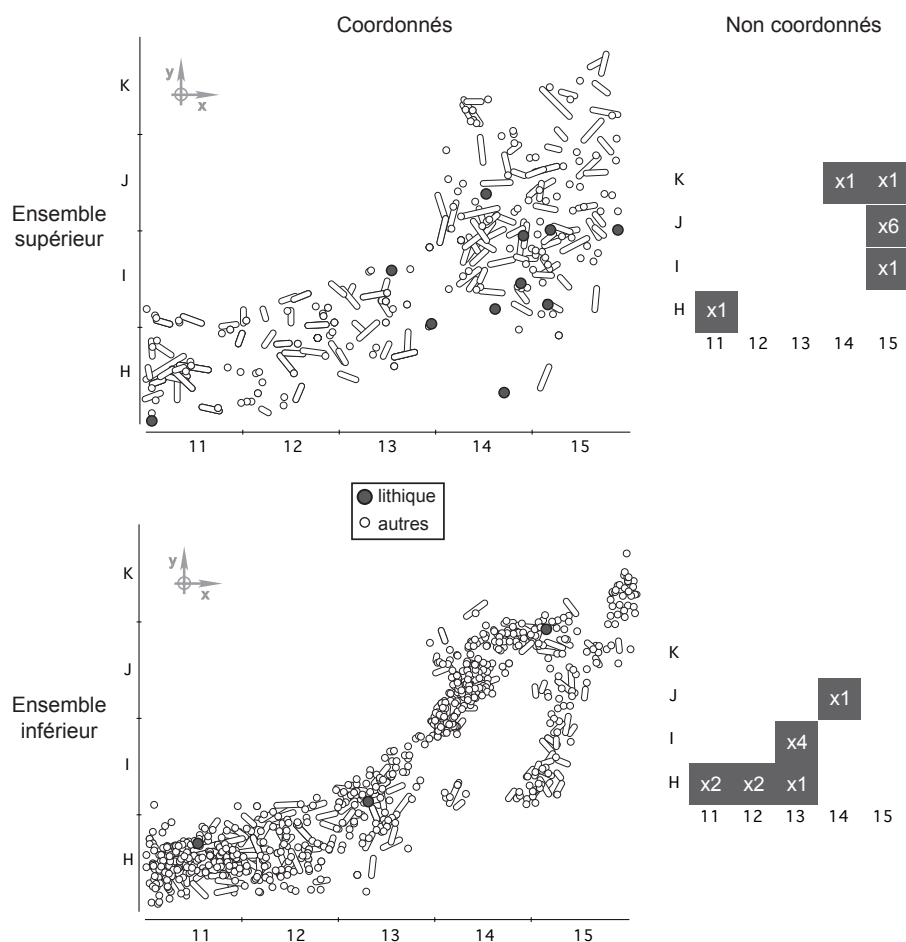 Coordonnés
Non coordonnés
Ensemble
supérieur
K
J
I
H
y
x
11 12 13 14 15
K x1 x1
J x6
I x1
H x1
11 12 13 14 15
lithique
autres
Ensemble
inférieur
K
J
I
H
y
x
11 12 13 14 15
K
J x1
I x4
H x2 x2 x1
11 12 13 14 15